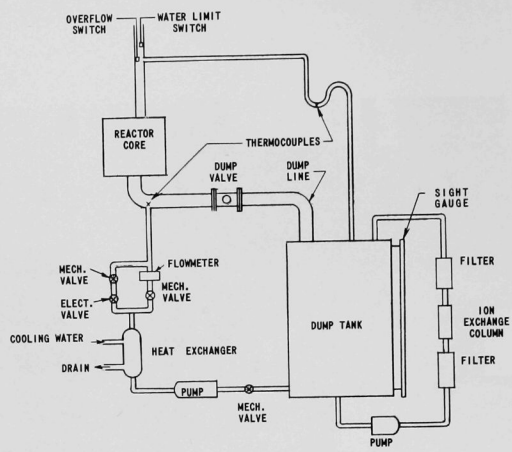 OVERFLOW SWITCH
WATER LIMIT SWITCH
REACTOR CORE
THERMOCOUPLES
DUMP VALVE
DUMP LINE
SIGHT GAUGE
MECH. VALVE
FLOWMETER
MECH. VALVE
ELECT. VALVE
FILTER
ION EXCHANGE COLUMN
FILTER
DUMP TANK
COOLING WATER
HEAT EXCHANGER
DRAIN
PUMP
MECH. VALVE
PUMP